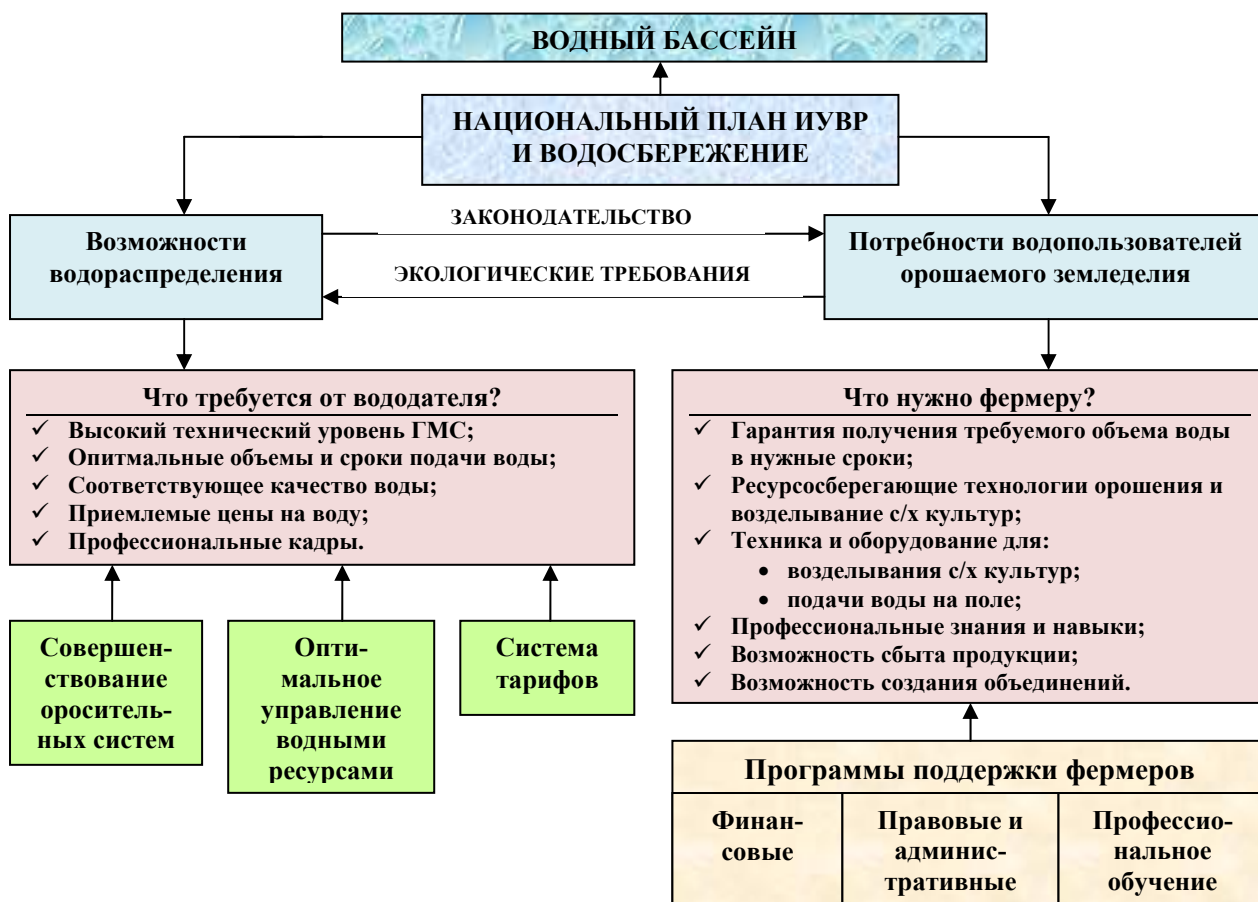 ВОДНЫЙ БАССЕЙН
НАЦИОНАЛЬНЫЙ ПЛАН ИУВР
И ВОДОСБЕРЕЖЕНИЕ
ЗАКОНОДАТЕЛЬСТВО
Возможности
водораспределения
ЭКОЛОГИЧЕСКИЕ ТРЕБОВАНИЯ
Потребности водопользователей
орошаемого земледелия
Что требуется от вододателя?
✓ Высокий технический уровень ГМС;
✓ Опитмальные объемы и сроки подачи воды;
✓ Соответствующее качество воды;
✓ Приемлемые цены на воду;
✓ Профессиональные кадры.
Что нужно фермеру?
✓ Гарантия получения требуемого объема воды
в нужные сроки;
✓ Ресурсосберегающие технологии орошения и
возделывание с/х культур;
✓ Техника и оборудование для:
• возделывания с/х культур;
• подачи воды на поле;
✓ Профессиональные знания и навыки;
✓ Возможность сбыта продукции;
✓ Возможность создания объединений.
Совершен-
ствование
ороситель-
ных систем
Опти-
мальное
управление
водными
ресурсами
Система
тарифов
Программы поддержки фермеров
Финан-
совые
Правовые и
админис-
тративные
Профессио-
нальное
обучение